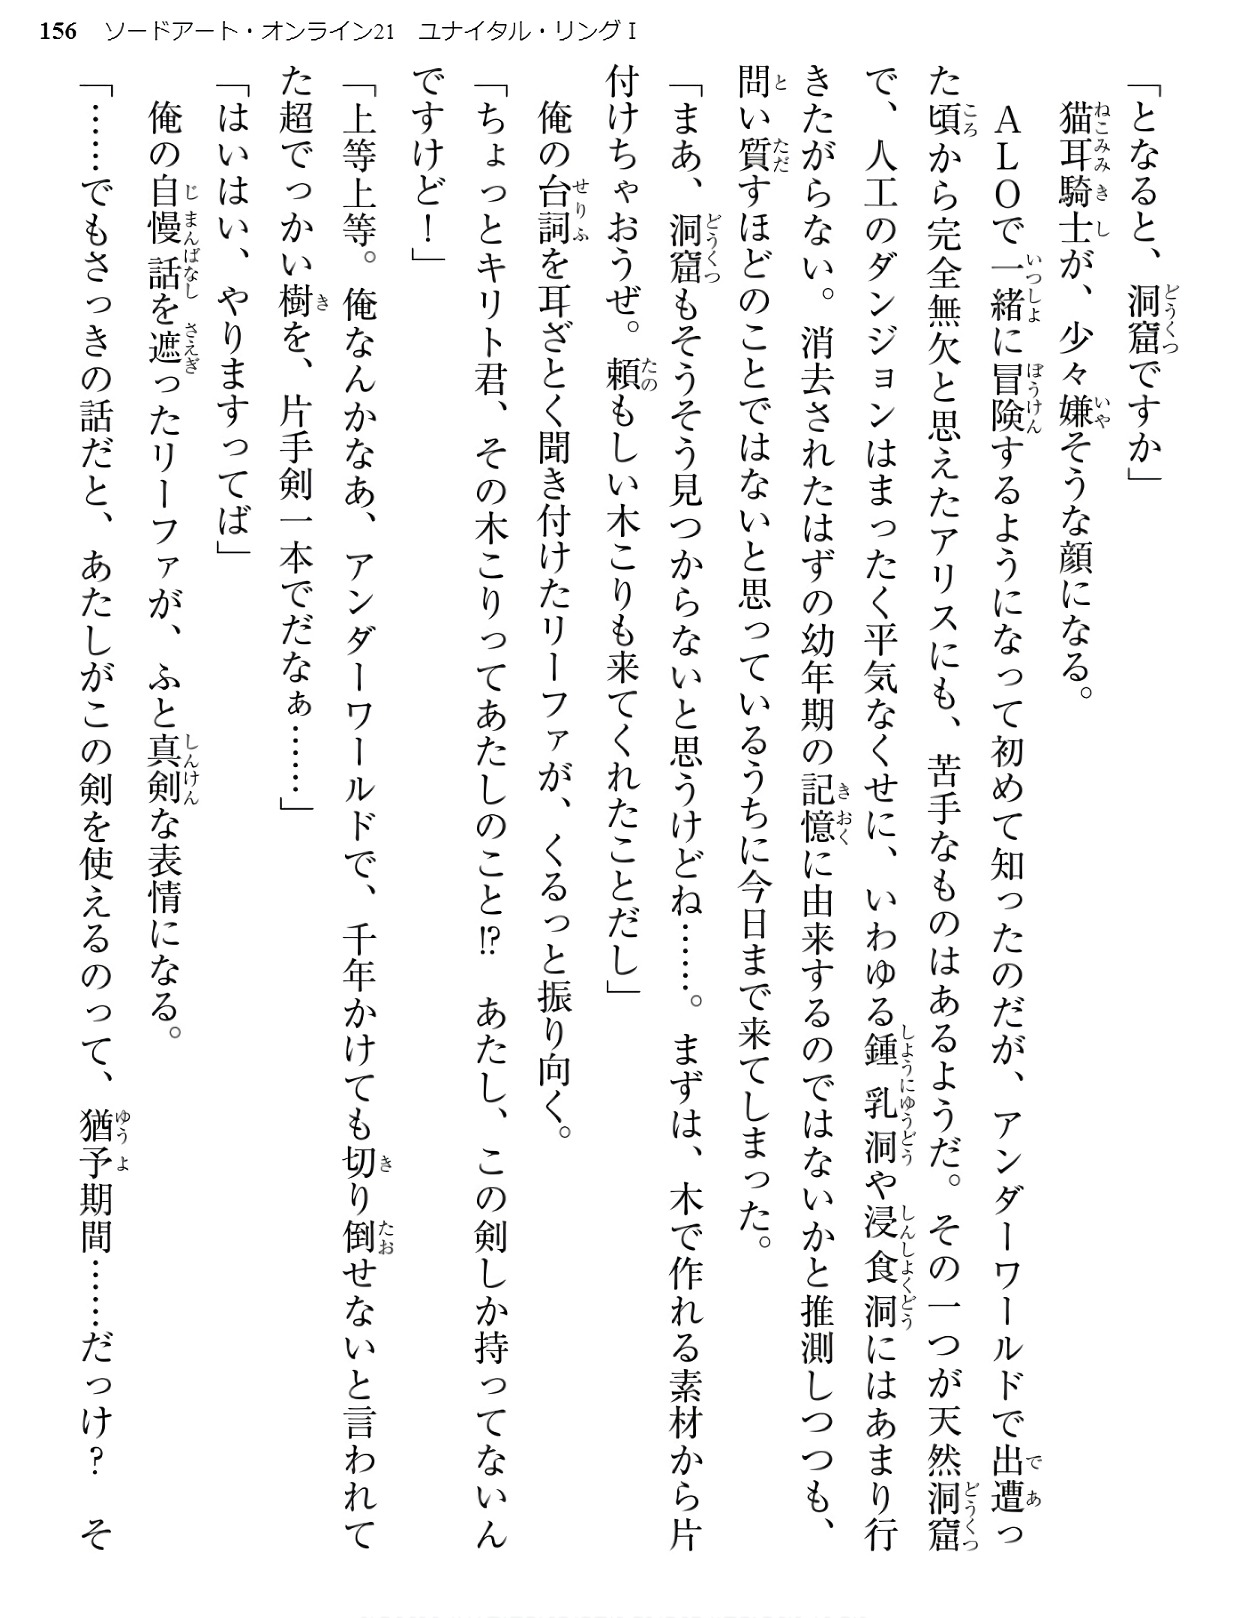 156　ソードアート・オンライン21　ユナイタル・リングⅠ
「となると、洞窟ですか」
　猫耳騎士が、少々嫌そうな顔になる。
　ＡＬＯで一緒に冒険するようになって初めて知ったのだが、アンダーワールドで出遭っ
た頃から完全無欠と思えたアリスにも、苦手なものはあるようだ。その一つが天然洞窟
で、人工のダンジョンはまったく平気なくせに、いわゆる鍾乳洞や浸食洞にはあまり行
きたがらない。消去されたはずの幼年期の記憶に由来するのではないかと推測しつつも、
問い質すほどのことではないと思っているうちに今日まで来てしまった。
「まあ、洞窟もそうそう見つからないと思うけどね……。まずは、木で作れる素材から片
付けちゃおうぜ。頼もしい木こりも来てくれたことだし」
　俺の台詞を耳ざとく聞き付けたリーファが、くるっと振り向く。
「ちょっとキリト君、その木こりってあたしのこと!?　あたし、この剣しか持ってないん
ですけど！」
「上等上等。俺なんかなあ、アンダーワールドで、千年かけても切り倒せないと言われて
た超でっかい樹を、片手剣一本でだなぁ……」
「はいはい、やりますってば」
　俺の自慢話を遮ったリーファが、ふと真剣な表情になる。
「……でもさっきの話だと、あたしがこの剣を使えるのって、猶予期間……だっけ？　そ